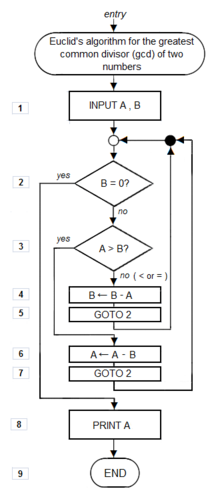 entry
Euclid's algorithm for the greatest
common divisor (gcd) of two
numbers
1
INPUT A , B
2
yes
B = 0?
no
3
yes
A > B?
no ( < or = )
4
B ← B - A
5
GOTO 2
6
A ← A - B
7
GOTO 2
8
PRINT A
9
END